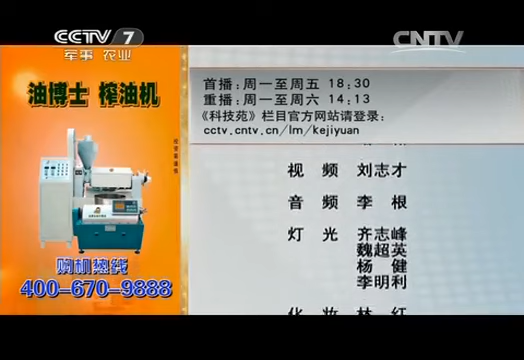 CCTV 7
军事 农业
CNTV
油博士 榨油机
购机热线
400-670-9888
首播:周一至周五 18:30
重播:周一至周六 14:13
《科技苑》栏目官方网站请登录:
cctv.cntv.cn/lm/kejiyuan
视 频 刘志才
音 频 李 根
灯 光 齐志峰
魏超英
杨 健
李明利
化 妆 林 红